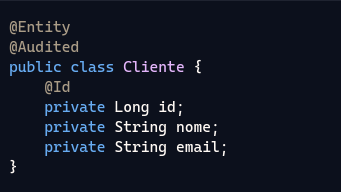 @Entity
@Audited
public class Cliente {
    @Id
    private Long id;
    private String nome;
    private String email;
}